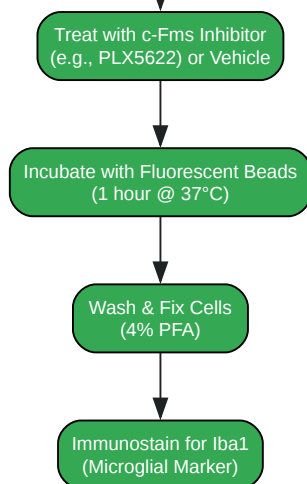 Treat with c-Fms Inhibitor
(e.g., PLX5622) or Vehicle
Incubate with Fluorescent Beads
(1 hour @ 37°C)
Wash & Fix Cells
(4% PFA)
Immunostain for Iba1
(Microglial Marker)